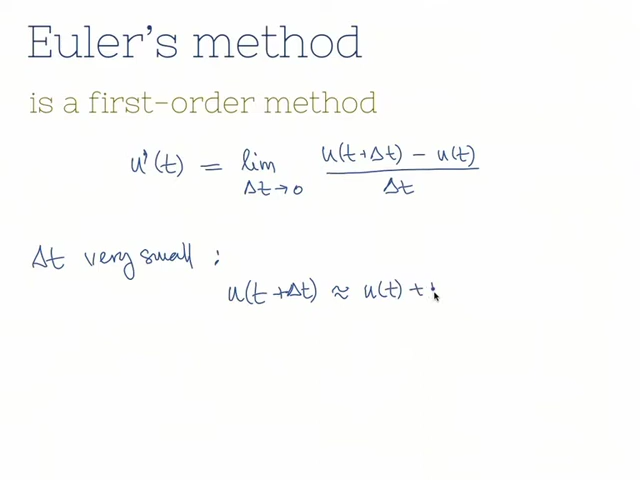 Euler's method
is a first-order method
u'(t) = lim Δt→0 u(t+Δt) - u(t) / Δt
Δt very small :
u(t+Δt) ≈ u(t) +